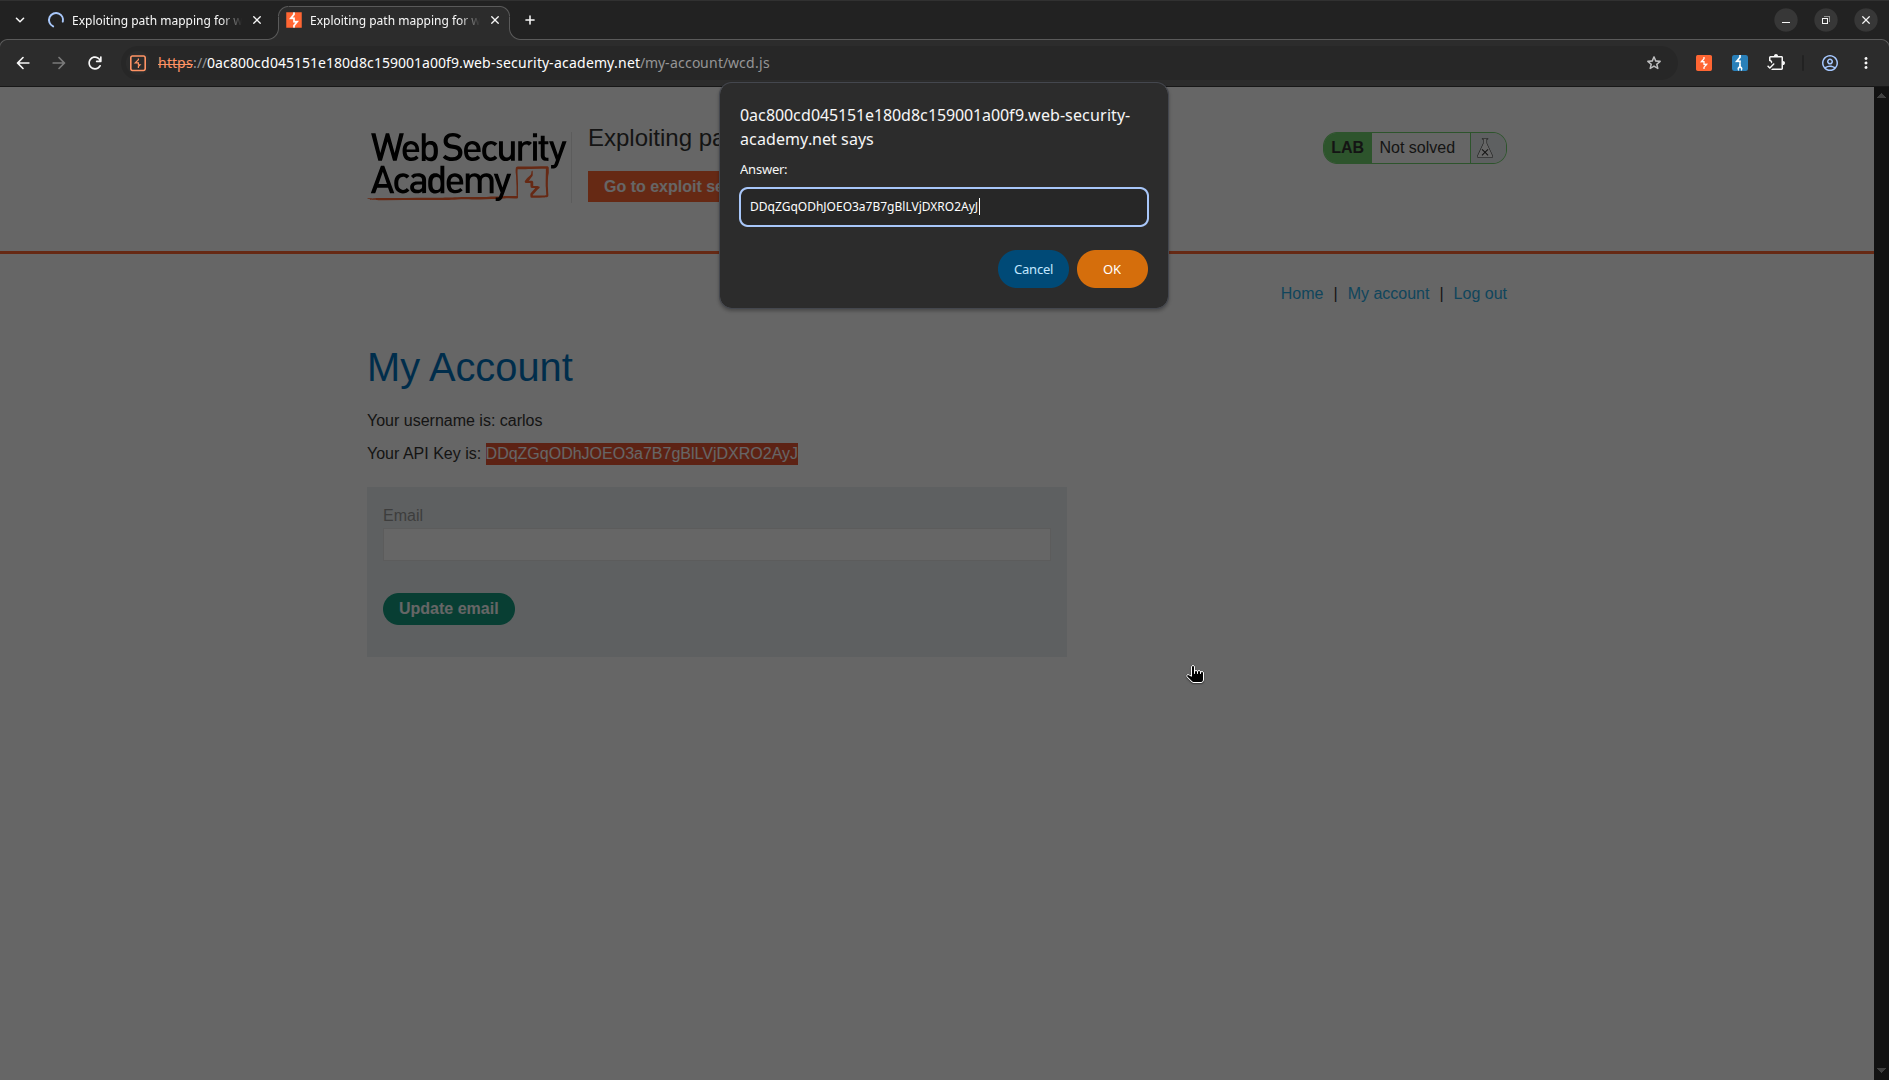 Exploiting path mapping for w
Exploiting path mapping for w
https://0ac800cd045151e180d8c159001a00f9.web-security-academy.net/my-account/wcd.js
0ac800cd045151e180d8c159001a00f9.web-security-
academy.net says
Answer:
DDqZGqODhJOEO3a7B7gBlLVjDXRO2AyJ
Cancel
OK
Web Security
Academy
Exploiting pa
Go to exploit se
LAB
Not solved
Home | My account | Log out
My Account
Your username is: carlos
Your API Key is: DDqZGqODhJOEO3a7B7gBlLVjDXRO2AyJ
Email
Update email